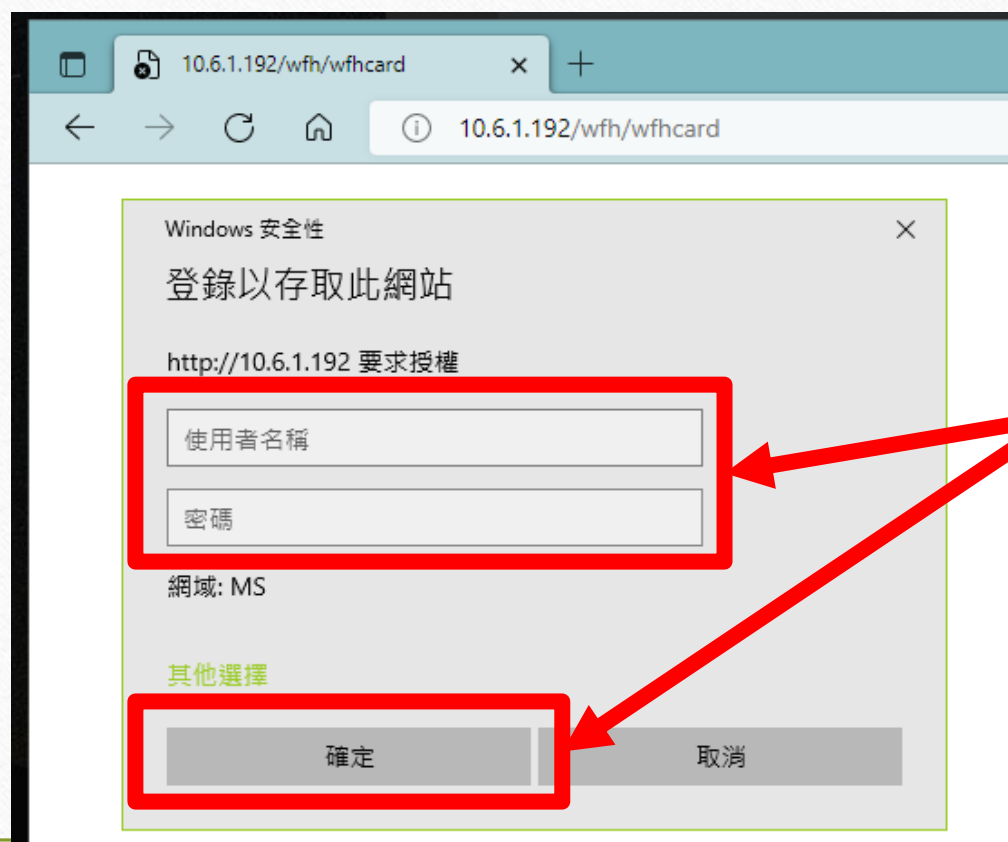 10.6.1.192/wfh/wfhcard
10.6.1.192/wfh/wfhcard
Windows 安全性
登錄以存取此網站
http://10.6.1.192 要求授權
使用者名稱
密碼
網域: MS
其他選擇
確定
取消